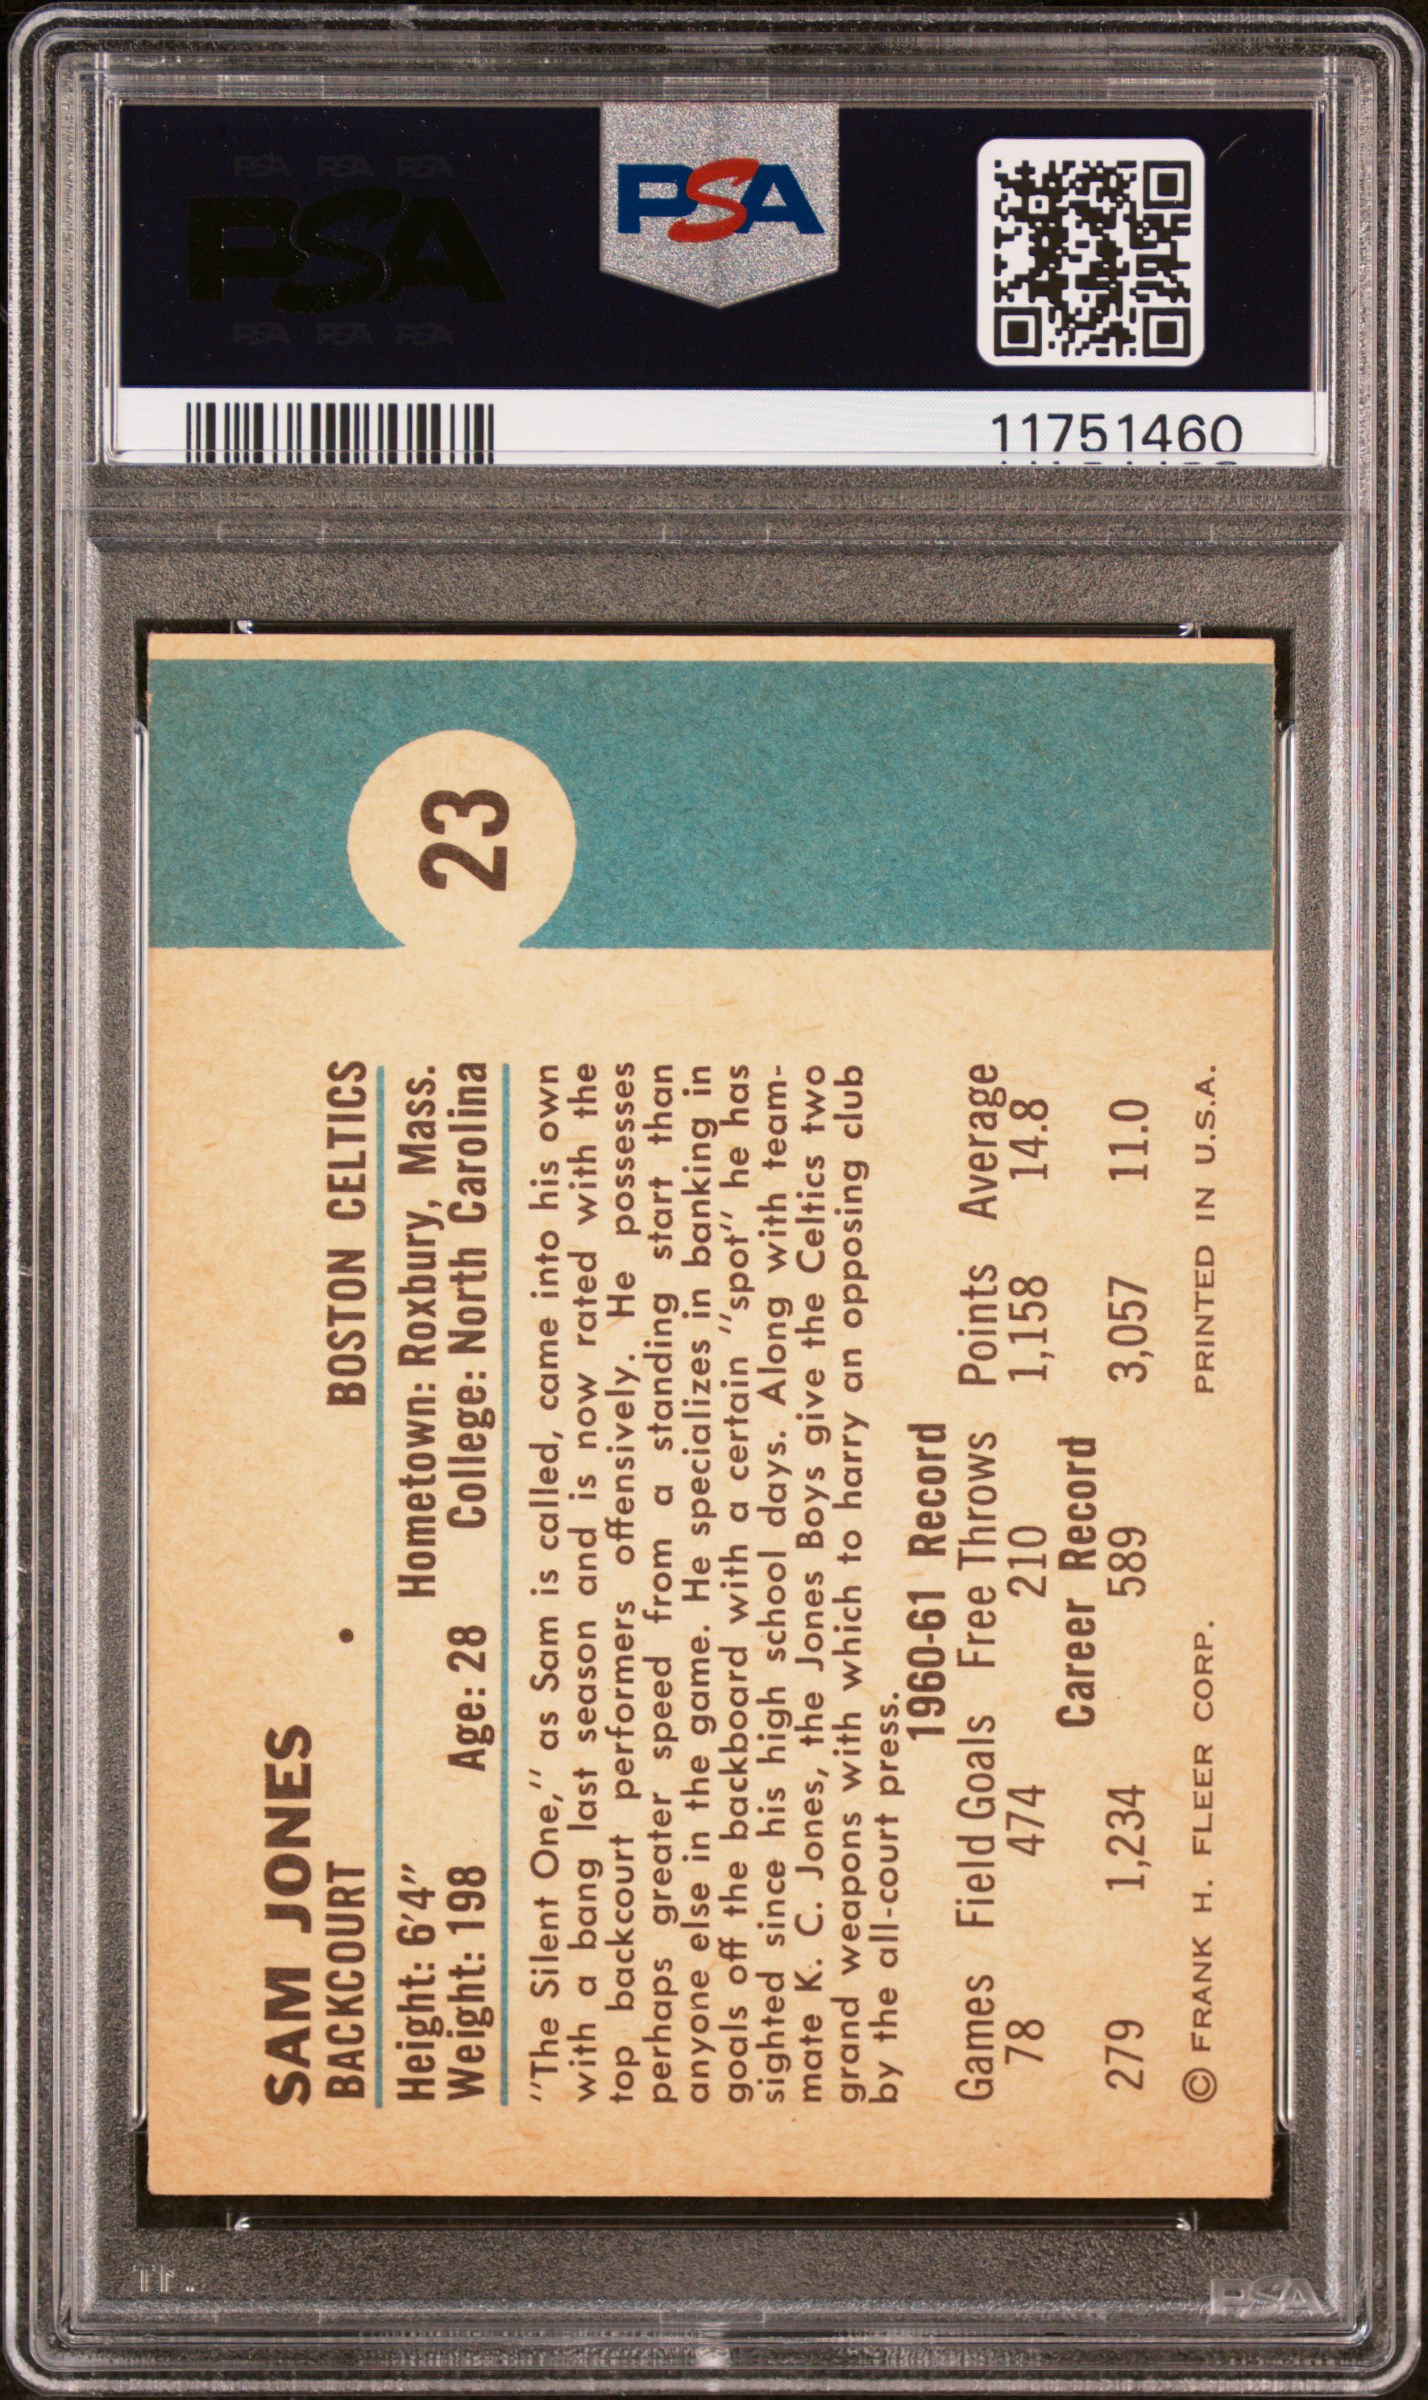 PSA PSA PSA
PSA
PSA PSA PSA
PSA
11751460
23
SAM JONES
BACKCOURT • BOSTON CELTICS
Height: 6'4" Hometown: Roxbury, Mass.
Weight: 198 Age: 28 College: North Carolina
"The Silent One," as Sam is called, came into his own
with a bang last season and is now rated with the
top backcourt performers offensively. He possesses
perhaps greater speed from a standing start than
anyone else in the game. He specializes in banking in
goals off the backboard with a certain "spot" he has
sighted since his high school days. Along with team-
mate K. C. Jones, the Jones Boys give the Celtics two
grand weapons with which to harry an opposing club
by the all-court press.
1960-61 Record
Games Field Goals Free Throws Points Average
78 474 210 1,158 14.8
Career Record
279 1,234 589 3,057 11.0
© FRANK H. FLEER CORP. PRINTED IN U.S.A.
PSA